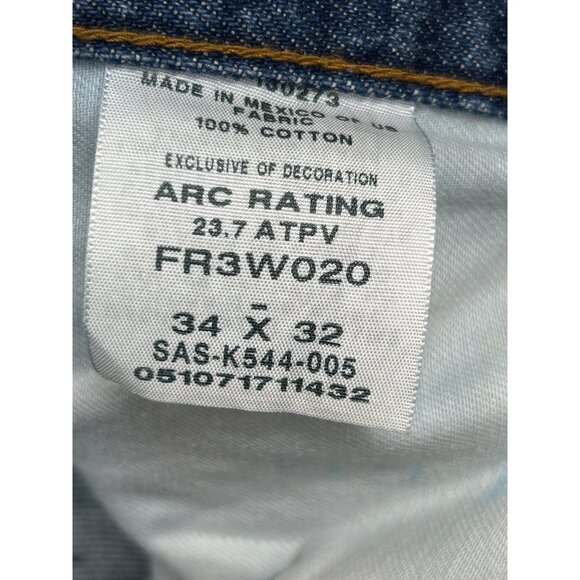 MADE IN MEXICO OF US
FABRIC
100% COTTON
EXCLUSIVE OF DECORATION
ARC RATING
23.7 ATPV
FR3W020
-
34 X 32
SAS-K544-005
051071711432